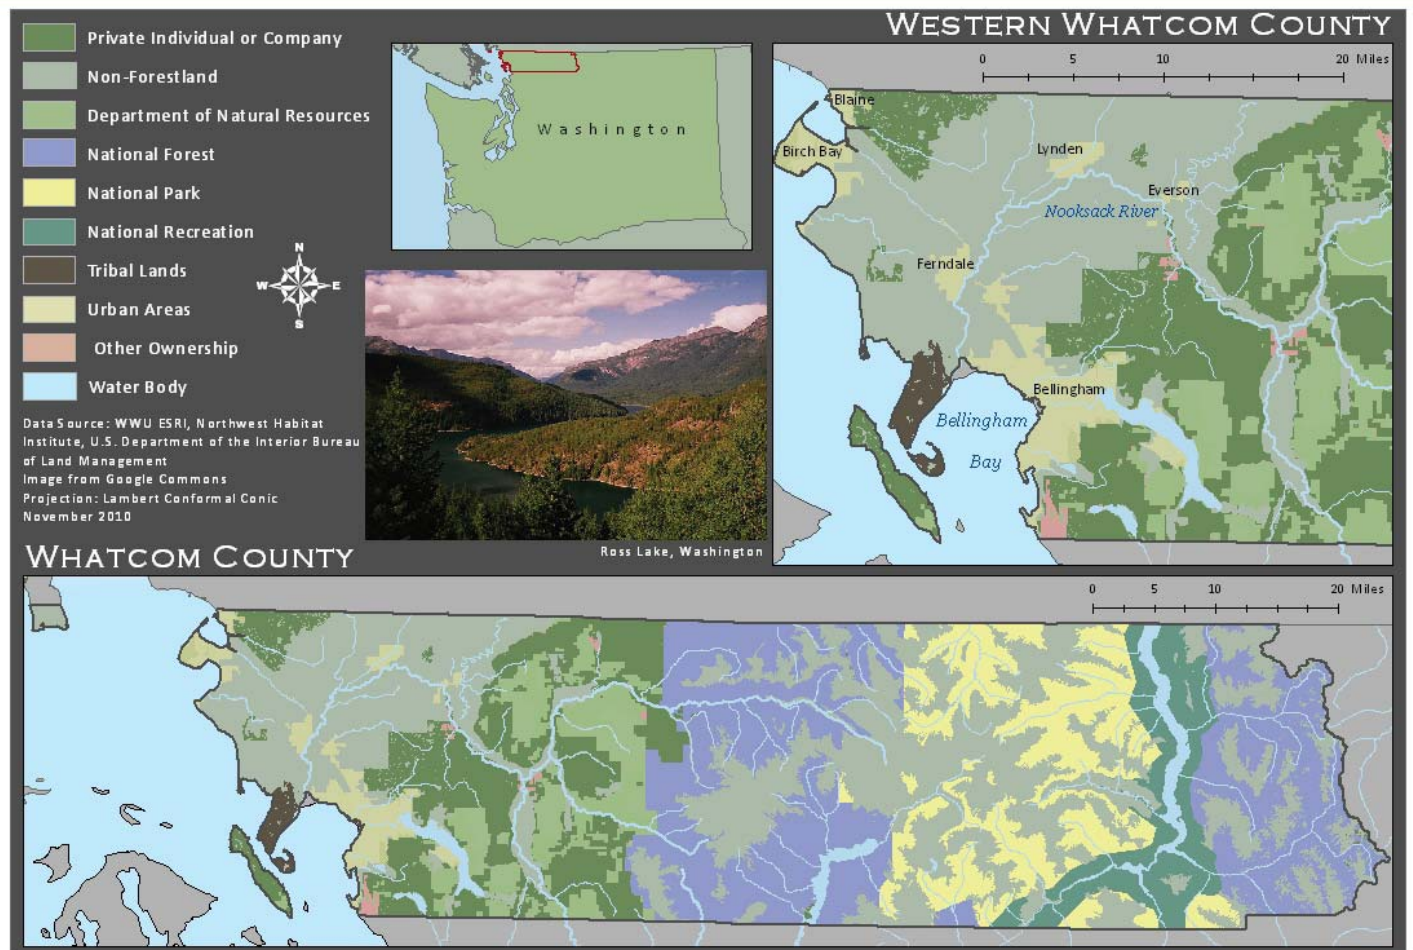 Private Individual or Company
Non-Forestland
Department of Natural Resources
National Forest
National Park
National Recreation
Tribal Lands
Urban Areas
Other Ownership
Water Body
N
W E
S
Data Source: WWU ESRI, Northwest Habitat
Institute, U.S. Department of the Interior Bureau
of Land Management
Image from Google Commons
Projection: Lambert Conformal Conic
November 2010
Washington
Ross Lake, Washington
WESTERN WHATCOM COUNTY
0 5 10 20 Miles
Blaine
Birch Bay
Lynden
Everson
Nooksack River
Ferndale
Bellingham
Bellingham
Bay
WHATCOM COUNTY
0 5 10 20 Miles